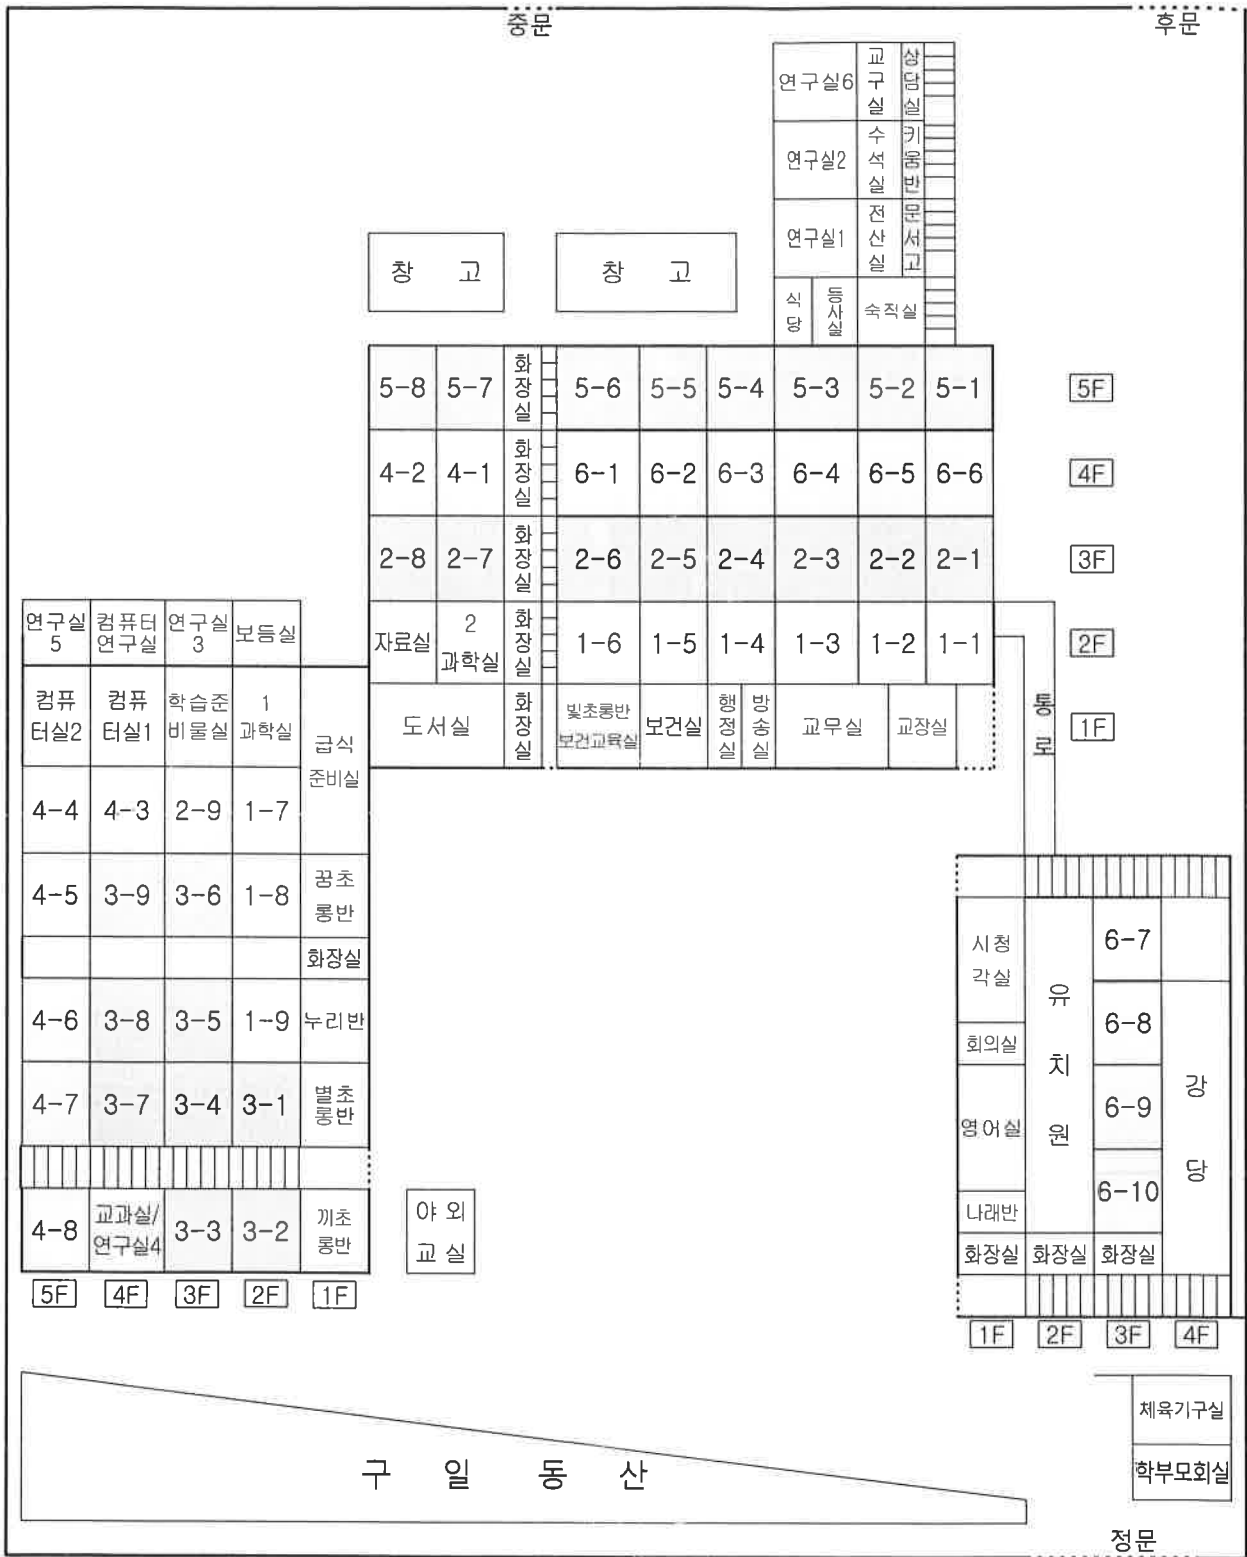 중문
후문
연구실6 교구실 상담실
연구실2 수석실 키움반
연구실1 전산실 문서고
창 고
창 고
식당 등사실 숙직실
5-8 5-7 화장실 5-6 5-5 5-4 5-3 5-2 5-1 5F
4-2 4-1 화장실 6-1 6-2 6-3 6-4 6-5 6-6 4F
2-8 2-7 화장실 2-6 2-5 2-4 2-3 2-2 2-1 3F
자료실 2 과학실 화장실 1-6 1-5 1-4 1-3 1-2 1-1 2F
도서실 화장실 빛초롱반 보건교육실 보건실 행정실 방송실 교무실 교장실 1F
통로
연구실5 컴퓨터연구실 연구실3 보등실
컴퓨터실2 컴퓨터실1 학습준비물실 1 과학실 급식준비실
4-4 4-3 2-9 1-7
4-5 3-9 3-6 1-8 꿈초롱반
화장실
4-6 3-8 3-5 1-9 누리반
4-7 3-7 3-4 3-1 별초롱반
4-8 교과실/연구실4 3-3 3-2 끼초롱반
5F 4F 3F 2F 1F
야외교실
시청각실 유치원 6-7
6-8
회의실
영어실 6-9 강당
나래반 6-10
화장실 화장실 화장실
1F 2F 3F 4F
체육기구실
학부모회실
구 일 동 산
정문